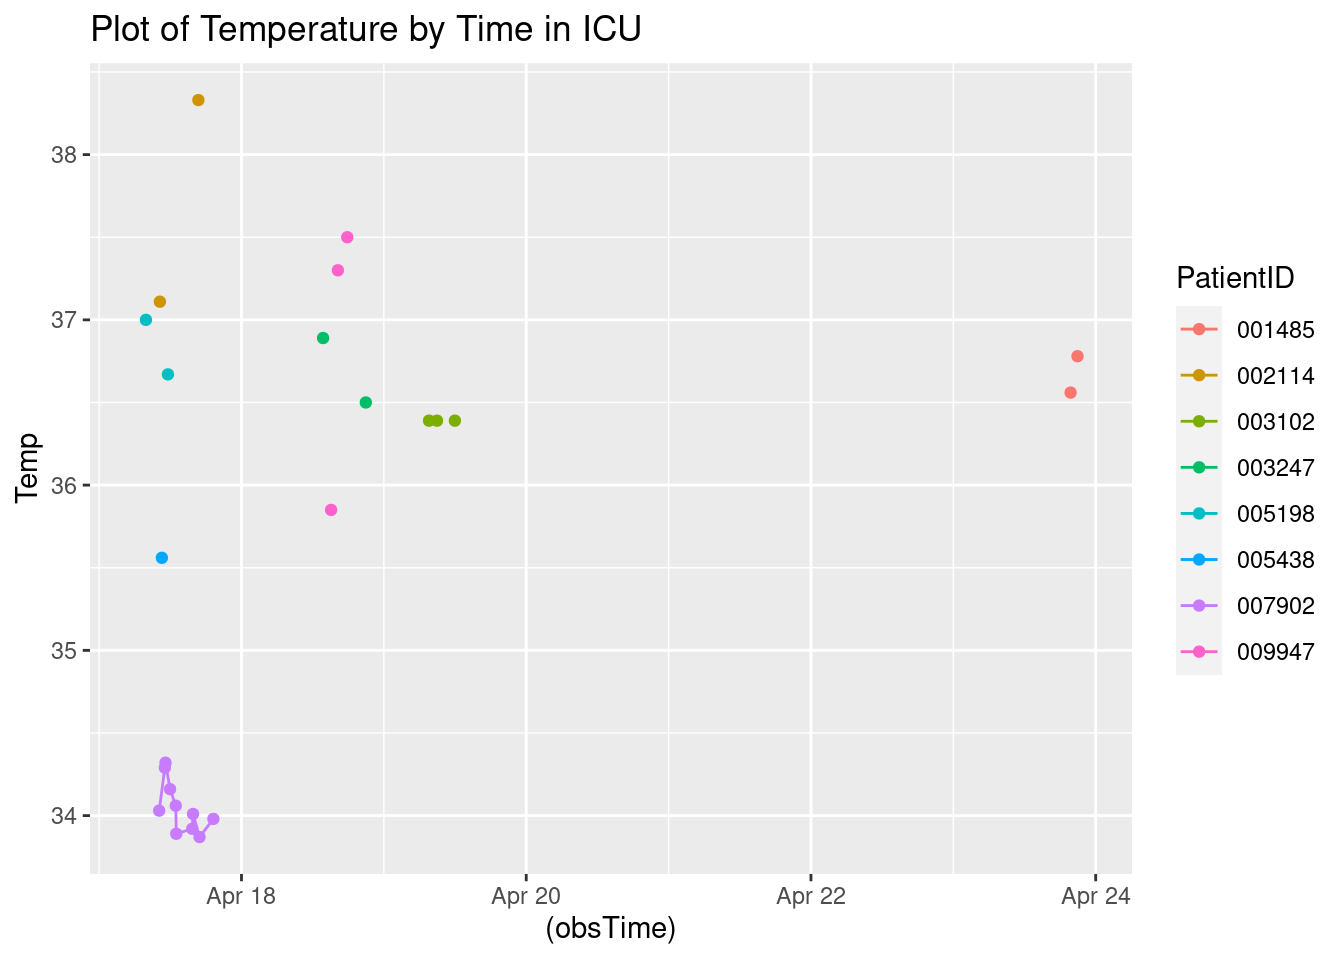 Plot of Temperature by Time in ICU
38
37
36
35
34
Temp
Apr 18
Apr 20
Apr 22
Apr 24
(obsTime)
PatientID
001485
002114
003102
003247
005198
005438
007902
009947